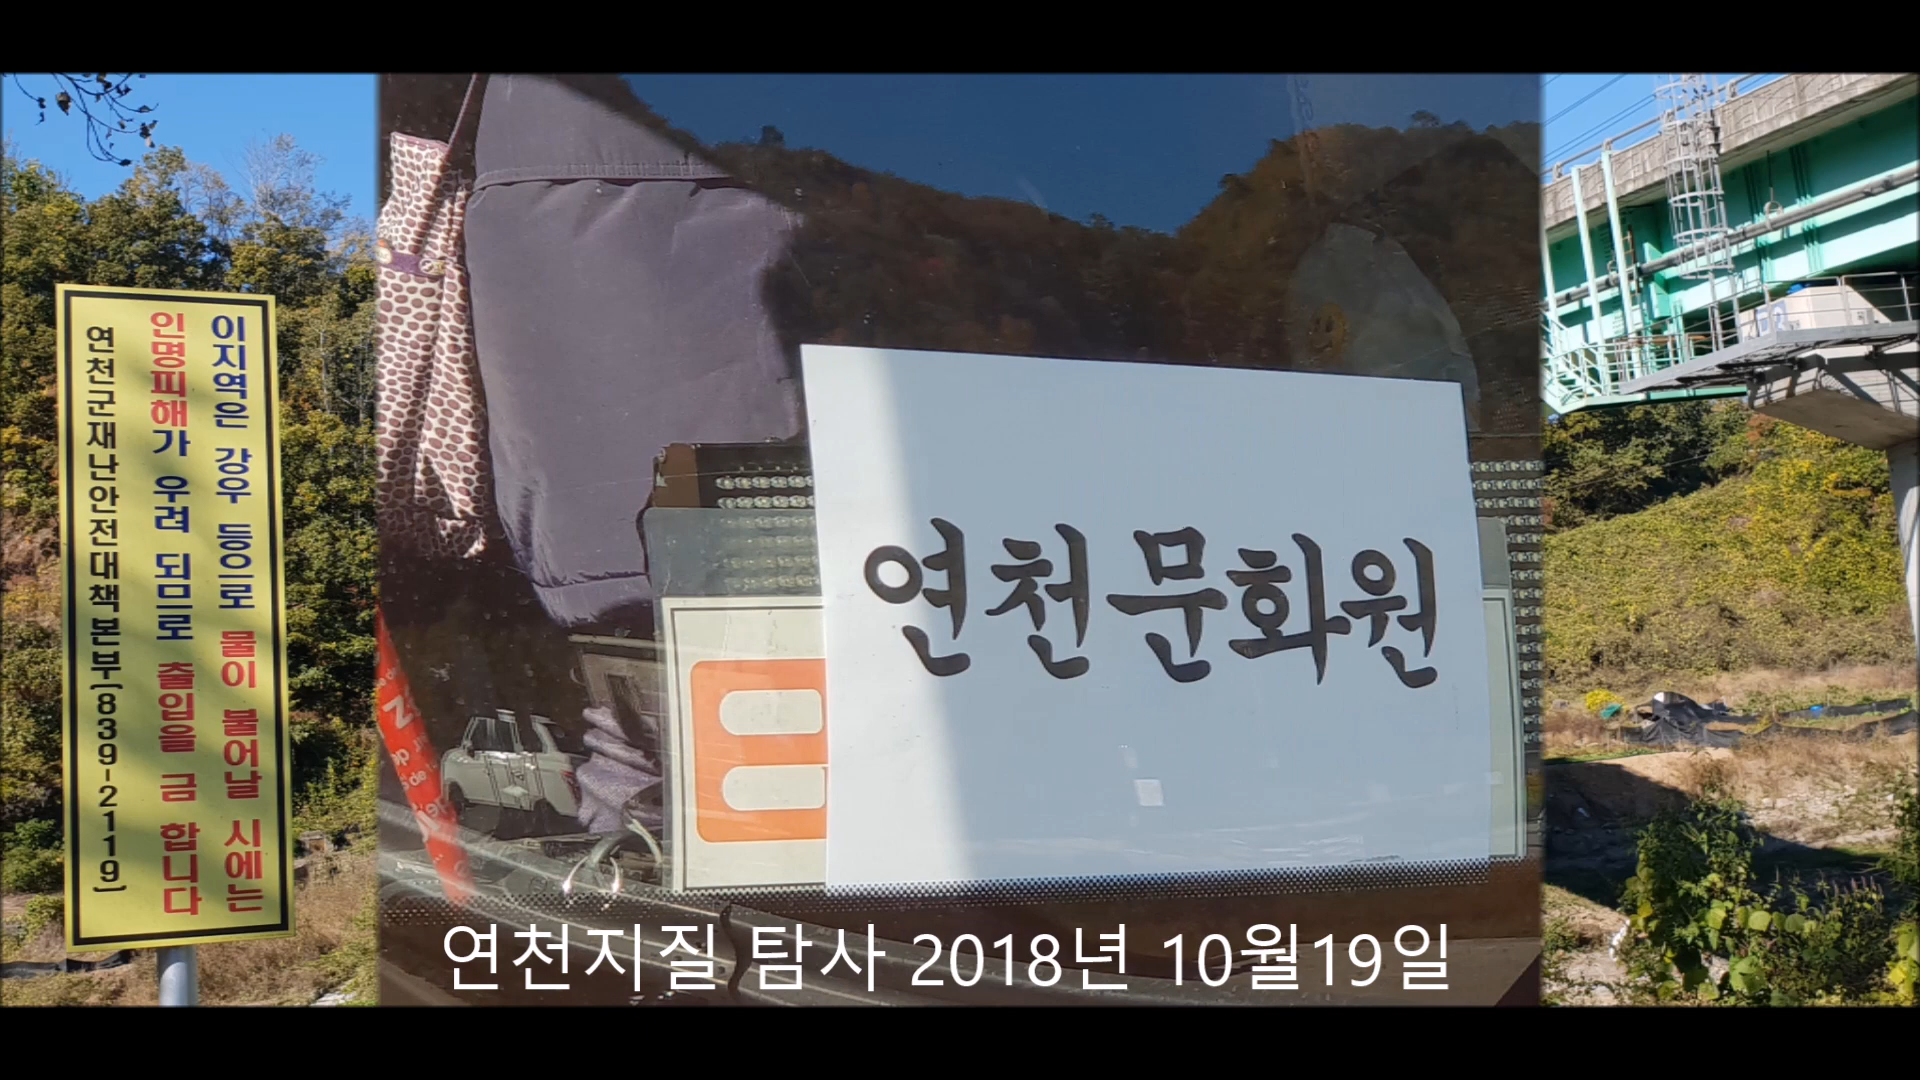 이지역은 강우 등으로 물이 불어날 시에는
인명피해가 우려 되므로 출입을 금 합니다
연천군재난안전대책본부(839-2119)
연천문화원
연천지질 탐사 2018년 10월19일